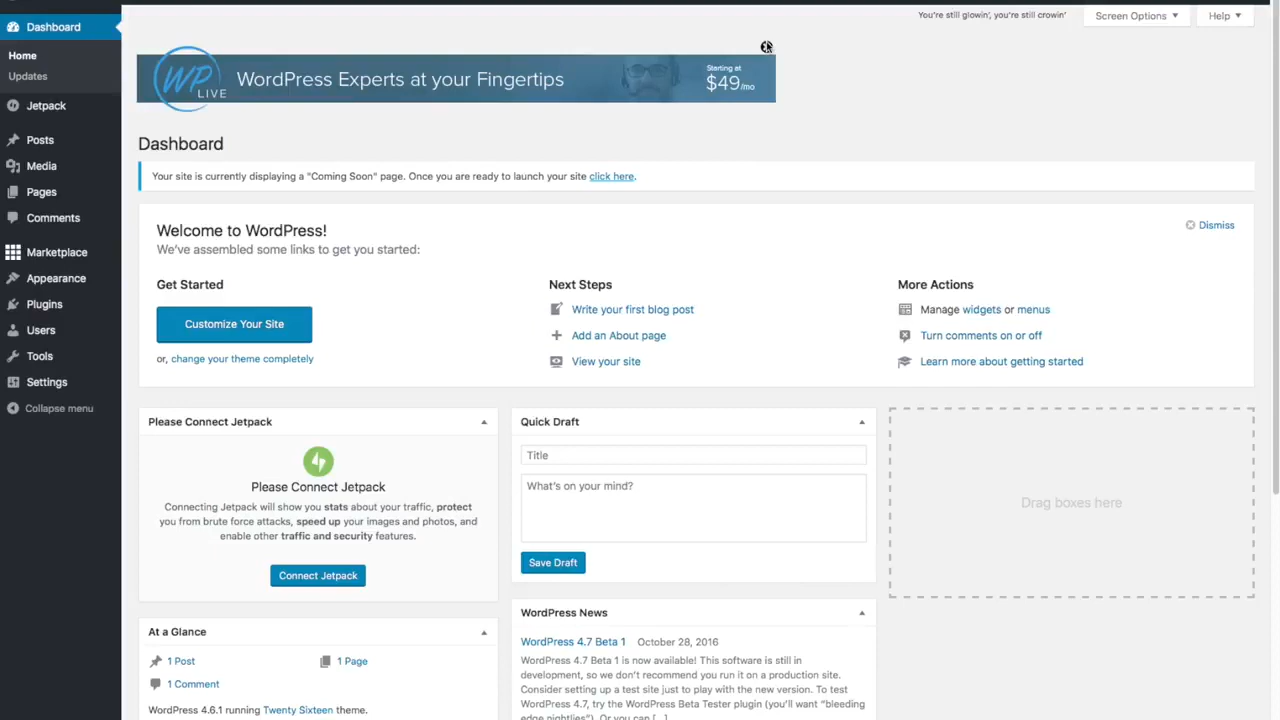 Dashboard
You're still glowin', you're still crowin'
Screen Options
Help
Home
Updates
Jetpack
Posts
Media
Pages
Comments
Marketplace
Appearance
Plugins
Users
Tools
Settings
Collapse menu
WP LIVE
WordPress Experts at your Fingertips
Starting at
$49/mo
Dashboard
Your site is currently displaying a "Coming Soon" page. Once you are ready to launch your site click here.
Welcome to WordPress!
We've assembled some links to get you started:
Dismiss
Get Started
Customize Your Site
or, change your theme completely
Next Steps
Write your first blog post
Add an About page
View your site
More Actions
Manage widgets or menus
Turn comments on or off
Learn more about getting started
Please Connect Jetpack
Please Connect Jetpack
Connecting Jetpack will show you stats about your traffic, protect
you from brute force attacks, speed up your images and photos, and
enable other traffic and security features.
Connect Jetpack
At a Glance
1 Post
1 Page
1 Comment
WordPress 4.6.1 running Twenty Sixteen theme.
Quick Draft
Title
What's on your mind?
Save Draft
WordPress News
WordPress 4.7 Beta 1 October 28, 2016
WordPress 4.7 Beta 1 is now available! This software is still in
development, so we don't recommend you run it on a production site.
Consider setting up a test site just to play with the new version. To test
WordPress 4.7, try the WordPress Beta Tester plugin (you'll want "bleeding
edge nightlies"). Or you can [...]
Drag boxes here